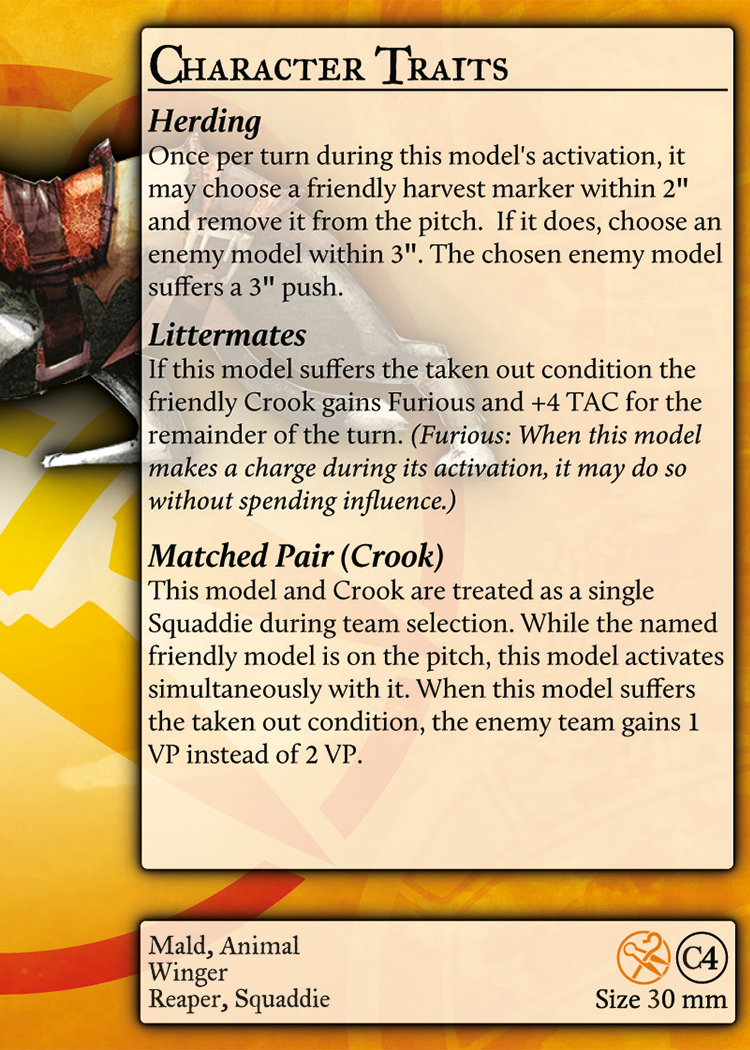 Character Traits
Herding
Once per turn during this model's activation, it
may choose a friendly harvest marker within 2"
and remove it from the pitch. If it does, choose an
enemy model within 3". The chosen enemy model
suffers a 3" push.
Littermates
If this model suffers the taken out condition the
friendly Crook gains Furious and +4 TAC for the
remainder of the turn. (Furious: When this model
makes a charge during its activation, it may do so
without spending influence.)
Matched Pair (Crook)
This model and Crook are treated as a single
Squaddie during team selection. While the named
friendly model is on the pitch, this model activates
simultaneously with it. When this model suffers
the taken out condition, the enemy team gains 1
VP instead of 2 VP.
Mald, Animal
Winger
Reaper, Squaddie
C4
Size 30 mm